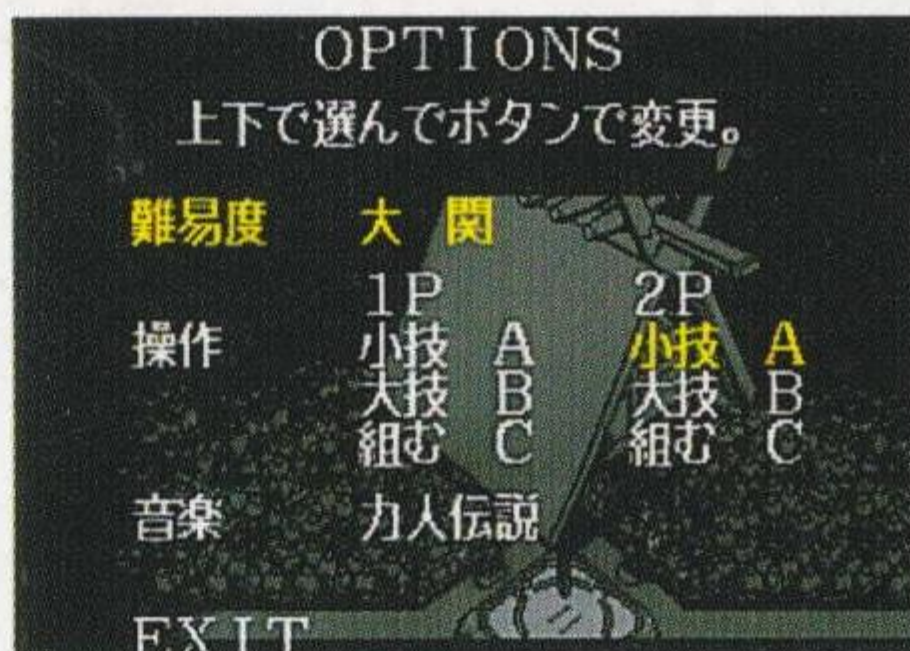 OPTIONS
上下で選んでボタンで変更。
難易度 大 関
1P 2P
操作 小技 A 小技 A
大技 B 大技 B
組む C 組む C
音楽 力人伝説
EXIT